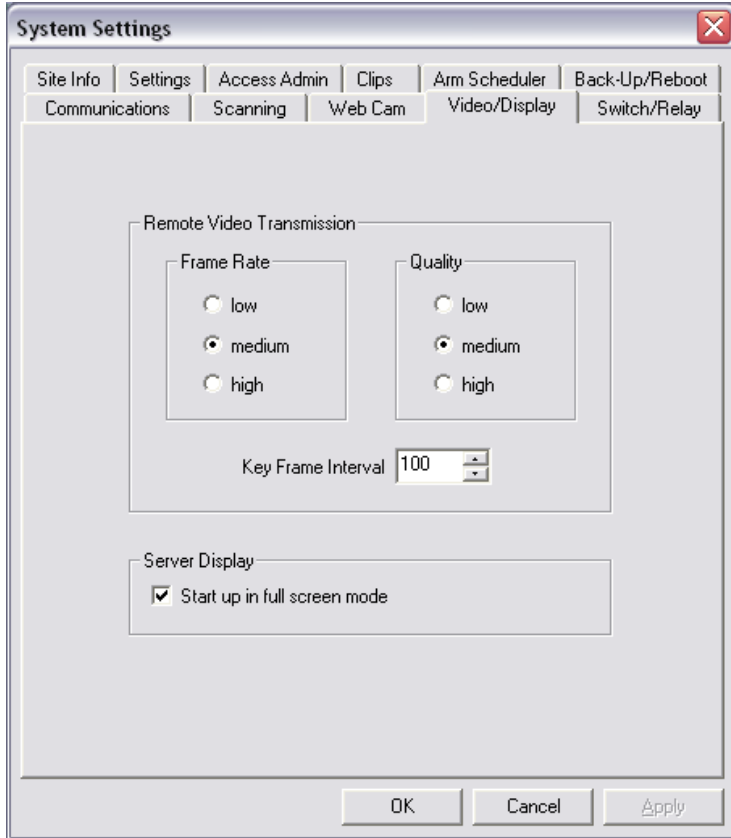 System Settings
Site Info Settings Access Admin Clips Arm Scheduler Back-Up/Reboot
Communications Scanning Web Cam Video/Display Switch/Relay
Remote Video Transmission
Frame Rate Quality
low low
medium medium
high high
Key Frame Interval 100
Server Display
Start up in full screen mode
OK Cancel Apply